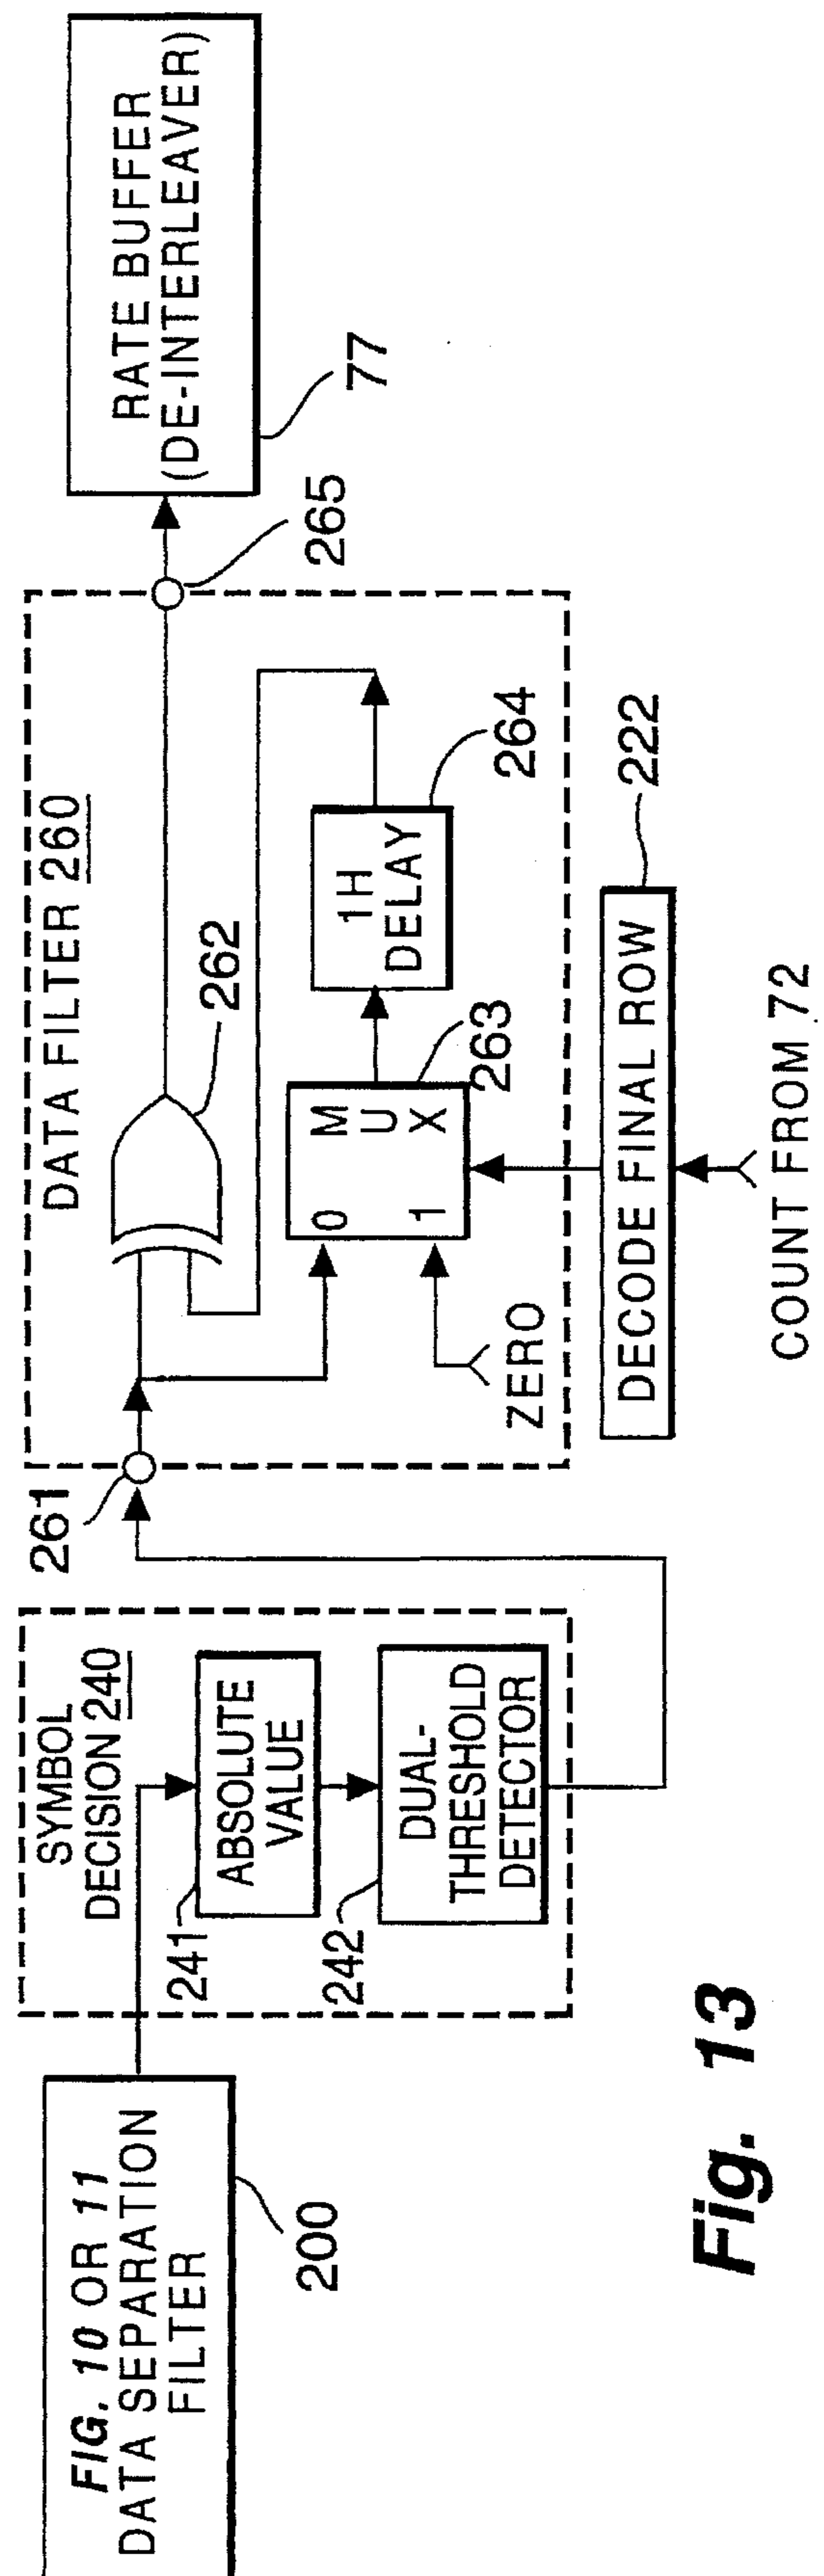 FIG. 10 OR 11
DATA SEPARATION
FILTER
200
SYMBOL
DECISION 240
241
ABSOLUTE
VALUE
242
DUAL-
THRESHOLD
DETECTOR
261
DATA FILTER 260
262
0
1
M
U
X
263
ZERO
1H
DELAY
264
265
DECODE FINAL ROW
222
COUNT FROM 72
RATE BUFFER
(DE-INTERLEAVER)
77
Fig. 13